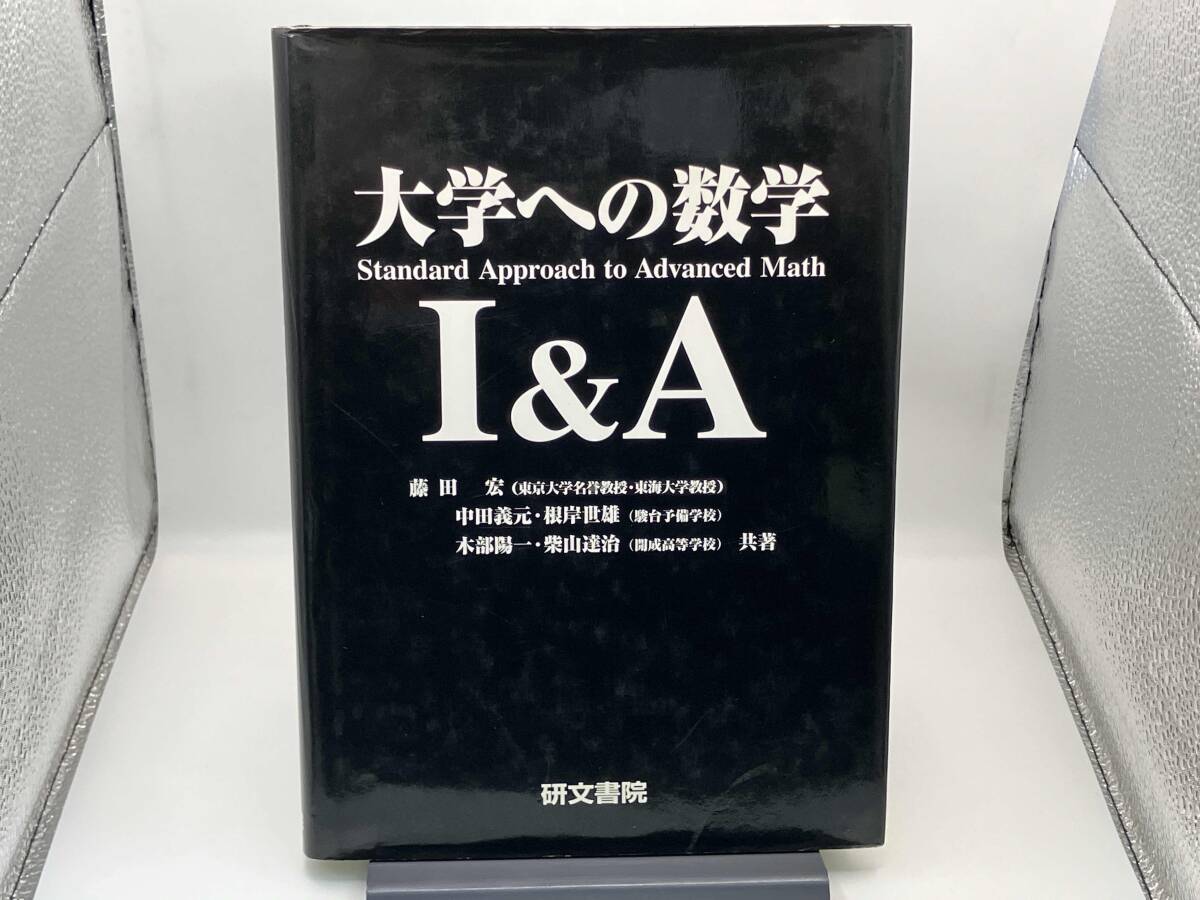 大学への数学
Standard Approach to Advanced Math
I&A
藤田 宏（東京大学名誉教授・東海大学教授）
中田義元・根岸世雄（駿台予備学校）
木部陽一・柴山達治（開成高等学校） 共著
研文書院